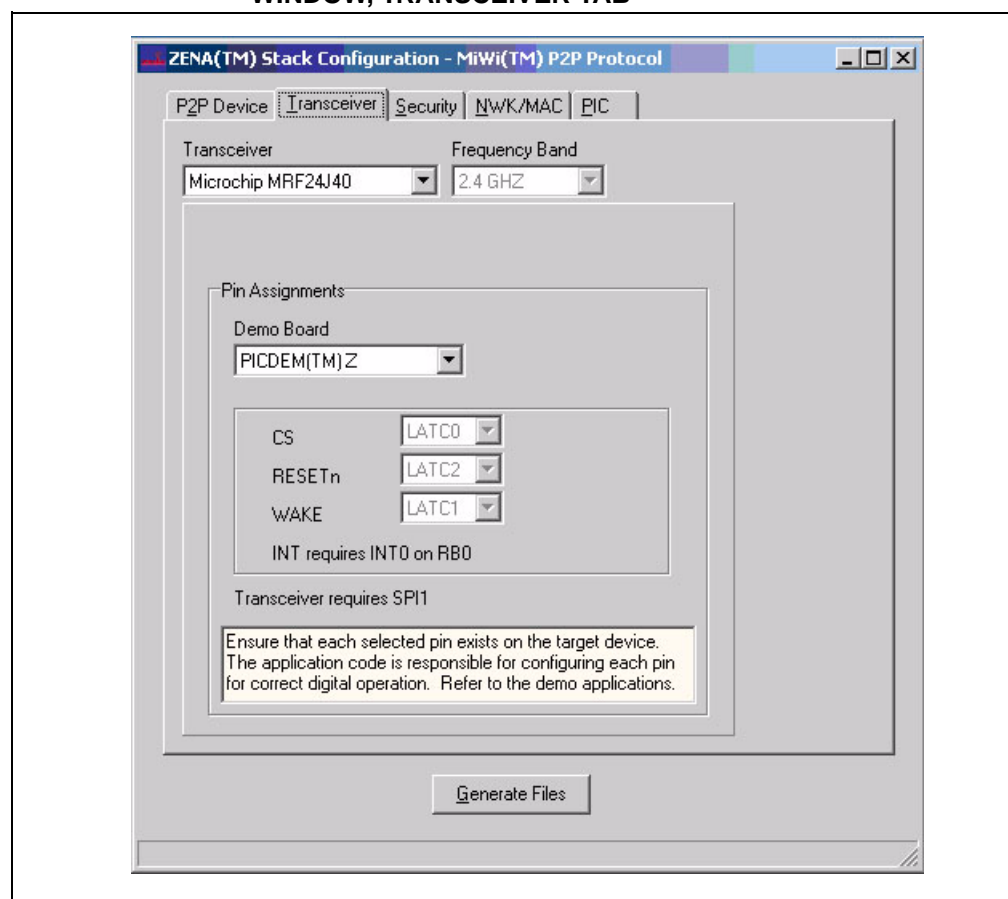 WINDOW, TRANSCEIVER TAB
ZENA(TM) Stack Configuration - MiWi(TM) P2P Protocol
P2P Device Transceiver Security NWK/MAC PIC
Transceiver Frequency Band
Microchip MRF24J40 2.4 GHZ
Pin Assignments
Demo Board
PICDEM(TM) Z
CS LATC0
RESETn LATC2
WAKE LATC1
INT requires INT0 on RB0
Transceiver requires SPI1
Ensure that each selected pin exists on the target device.
The application code is responsible for configuring each pin
for correct digital operation. Refer to the demo applications.
Generate Files